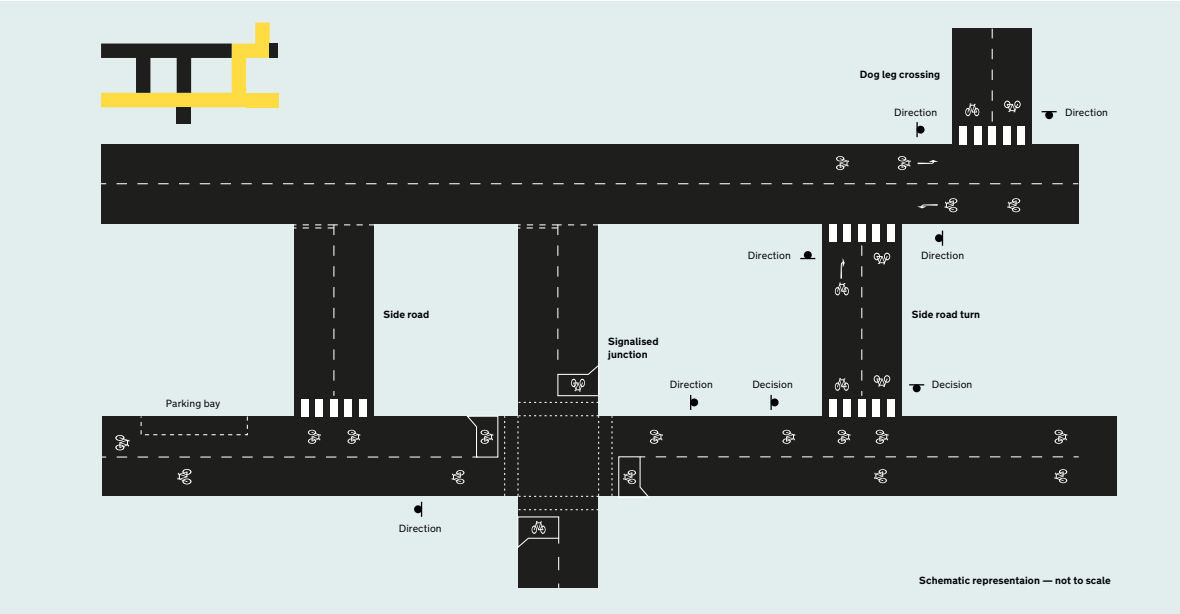 Dog leg crossing
Direction
Direction
Direction
Direction
Side road
Side road turn
Signalised
junction
Direction
Decision
Decision
Parking bay
Direction
Schematic representaion — not to scale